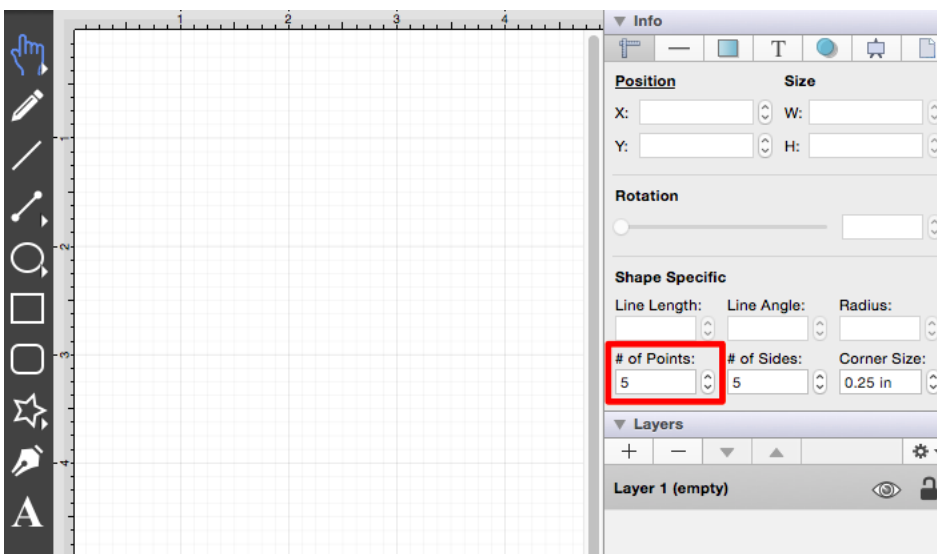 1 2 3 4
Info
T
Position Size
X: W:
1
Y: H:
Rotation
2
Shape Specific
Line Length: Line Angle: Radius:
3
# of Points: # of Sides: Corner Size:
5 5 0.25 in
Layers
4
Layer 1 (empty)
A